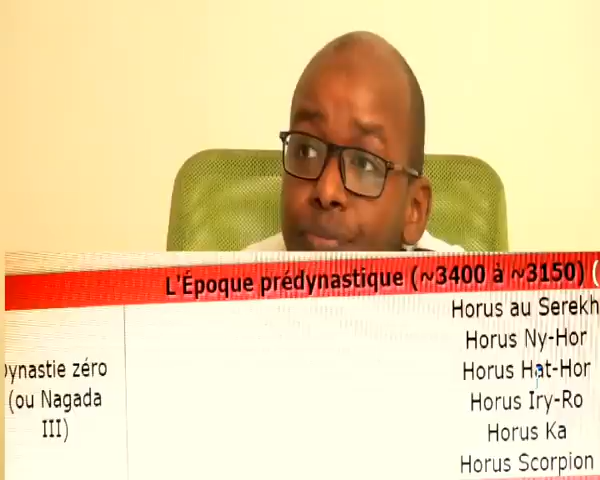 L'Époque prédynastique (~3400 à ~3150) (
Horus au Serekh
Horus Ny-Hor
Horus Hat-Hor
Horus Iry-Ro
Horus Ka
Horus Scorpion
Dynastie zéro
(ou Nagada
III)